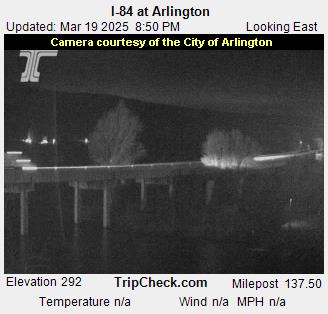 I-84 at Arlington
Updated: Mar 19 2025 8:50 PM Looking East
Camera courtesy of the City of Arlington
Elevation 292 TripCheck.com Milepost 137.50
Temperature n/a Wind n/a MPH n/a